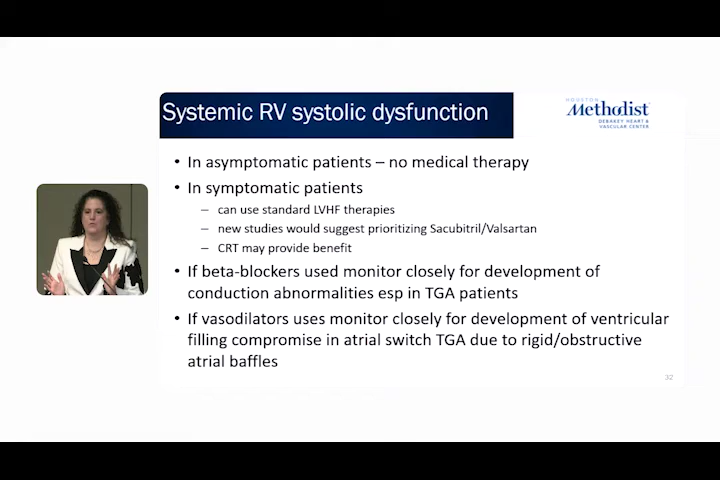 Systemic RV systolic dysfunction
HOUSTON
Methodist
DEBAKEY HEART &
VASCULAR CENTER
• In asymptomatic patients – no medical therapy
• In symptomatic patients
– can use standard LVHF therapies
– new studies would suggest prioritizing Sacubitril/Valsartan
– CRT may provide benefit
• If beta-blockers used monitor closely for development of
conduction abnormalities esp in TGA patients
• If vasodilators uses monitor closely for development of ventricular
filling compromise in atrial switch TGA due to rigid/obstructive
atrial baffles
32